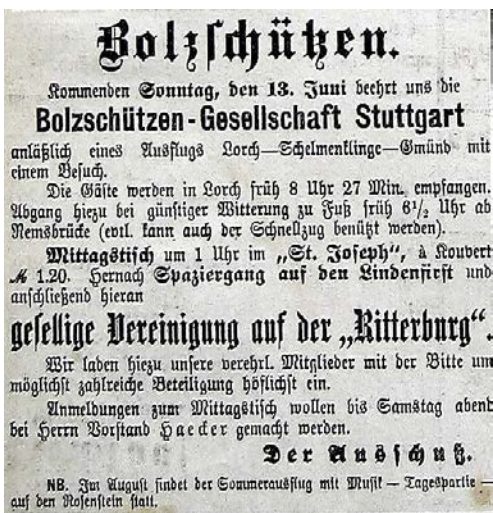 Bolzschützen.
Kommenden Sonntag, den 13. Juni beehrt uns die
Bolzschützen-Gesellschaft Stuttgart
anläßlich eines Ausflugs Lorch—Schelmenklinge—Gmünd mit
einem Besuch.
Die Gäste werden in Lorch früh 8 Uhr 27 Min. empfangen.
Abgang hiezu bei günstiger Witterung zu Fuß früh 6½ Uhr ab
Remsbrücke (evtl. kann auch der Schnellzug benützt werden).
Mittagstisch um 1 Uhr im „St. Joseph“, à Kouvert
ℳ 1.20. Hernach Spaziergang auf den Lindenfirst und
anschließend hieran
gesellige Vereinigung auf der „Ritterburg“.
Wir laden hiezu unsere verehrl. Mitglieder mit der Bitte um
möglichst zahlreiche Beteiligung höflichst ein.
Anmeldungen zum Mittagstisch wollen bis Samstag abend
bei Herrn Vorstand Haecker gemacht werden.
Der Ausschuß.
NB. Im August findet der Sommerausflug mit Musik — Tagespartie —
auf den Rosenstein statt.